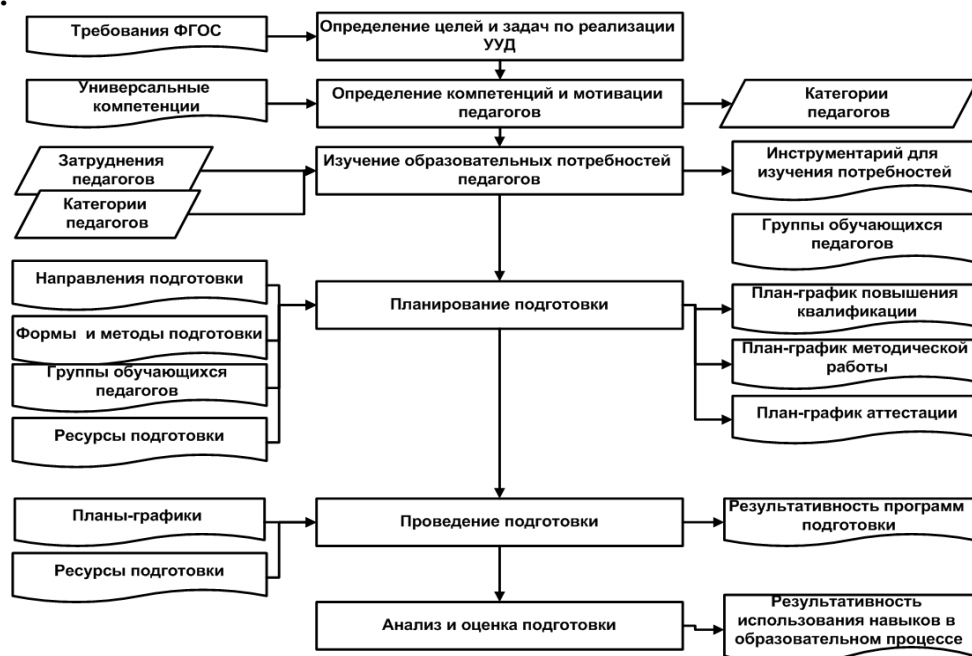 Требования ФГОС
Определение целей и задач по реализации
УУД
Универсальные
компетенции
Определение компетенций и мотивации
педагогов
Категории
педагогов
Затруднения
педагогов
Категории
педагогов
Изучение образовательных потребностей
педагогов
Инструментарий для
изучения потребностей
Группы обучающихся
педагогов
Направления подготовки
Формы и методы подготовки
Группы обучающихся
педагогов
Ресурсы подготовки
Планирование подготовки
План-график повышения
квалификации
План-график методической
работы
План-график аттестации
Планы-графики
Ресурсы подготовки
Проведение подготовки
Результативность программ
подготовки
Анализ и оценка подготовки
Результативность
использования навыков в
образовательном процессе